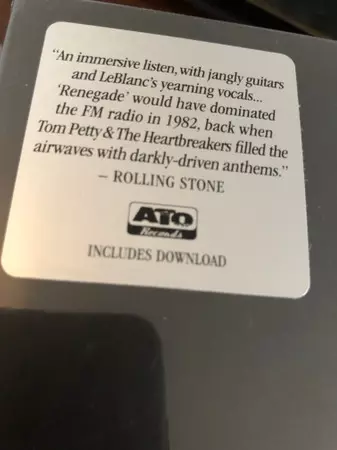 "An immersive listen, with jangly guitars
and LeBlanc's yearning vocals...
'Renegade' would have dominated
the FM radio in 1982, back when
Tom Petty & The Heartbreakers filled the
airwaves with darkly-driven anthems."
– ROLLING STONE
ATO
Records
INCLUDES DOWNLOAD